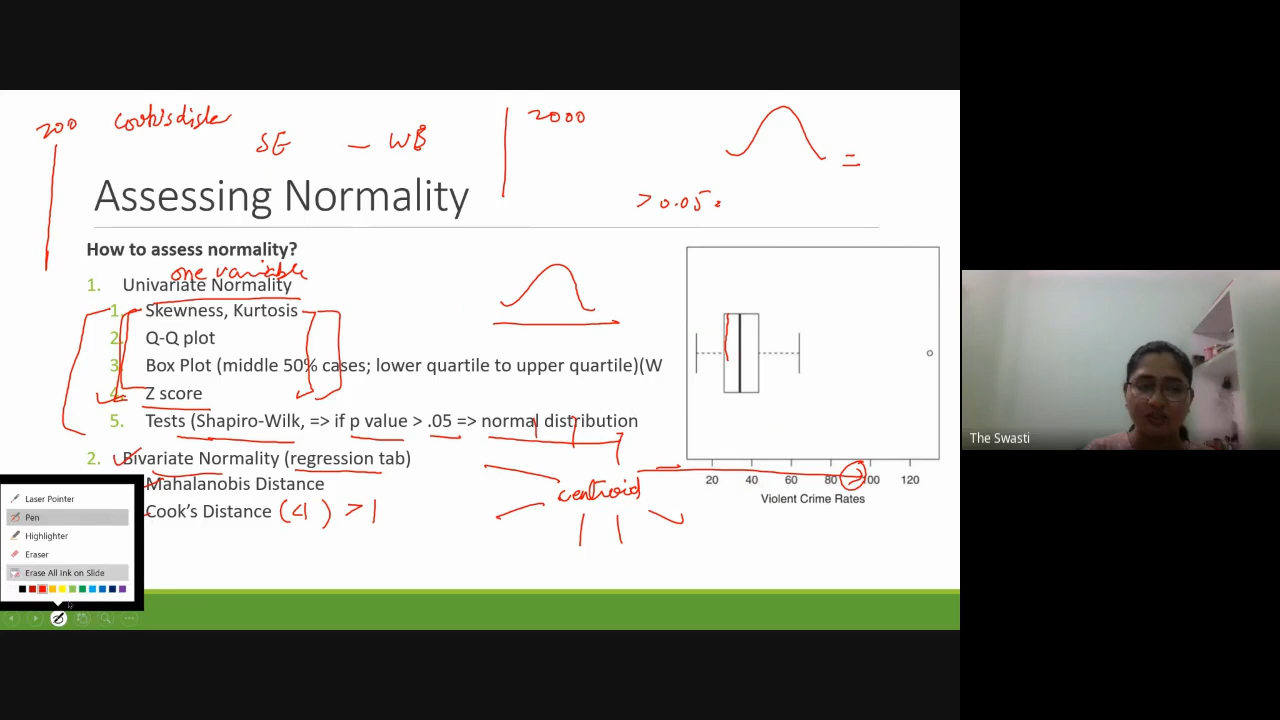 200 cook's dista
SE – WB
2000
> 0.05.
=
Assessing Normality
How to assess normality?
one variable
1. Univariate Normality
1. Skewness, Kurtosis
2. Q-Q plot
3. Box Plot (middle 50% cases; lower quartile to upper quartile)(W
4. Z score
5. Tests (Shapiro-Wilk, => if p value > .05 => normal distribution
2. Bivariate Normality (regression tab)
Mahalanobis Distance
Cook's Distance (<1) >1
centroid
20 40 60 80 100 120
Violent Crime Rates
Laser Pointer
Pen
Highlighter
Eraser
Erase All Ink on Slide
The Swasti